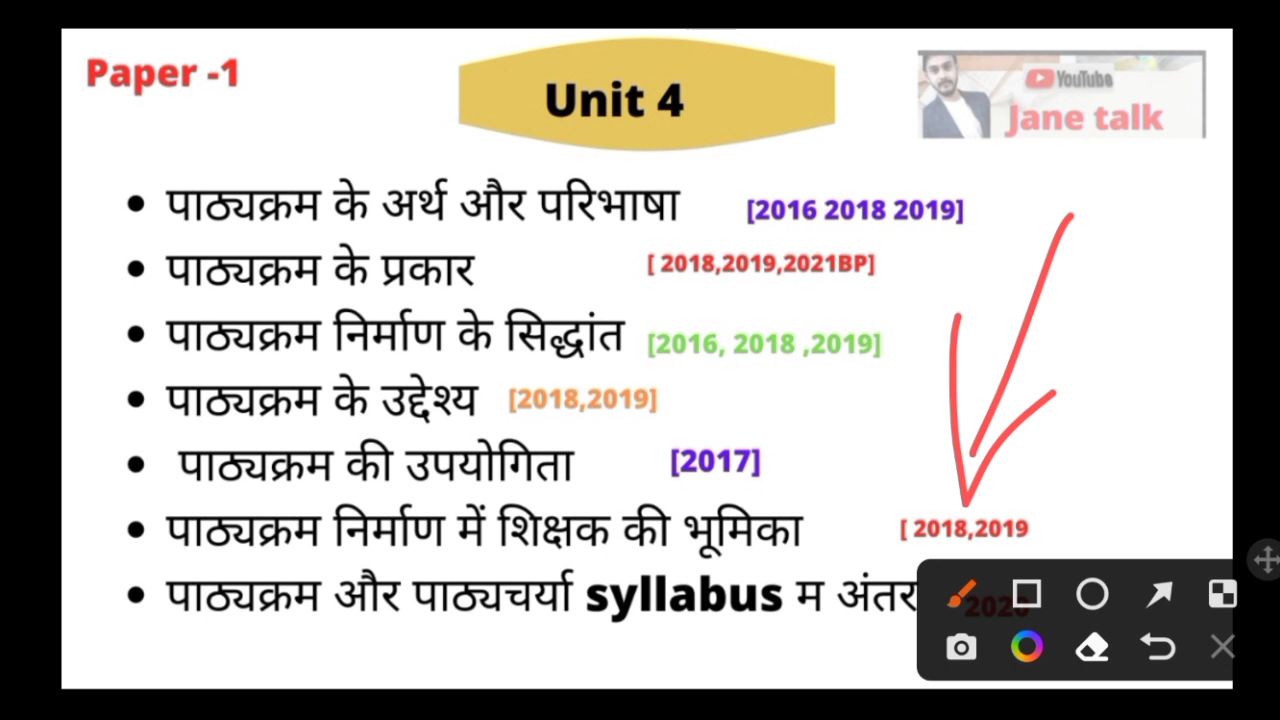 Paper -1
Unit 4
YouTube
Jane talk
• पाठ्यक्रम के अर्थ और परिभाषा [2016 2018 2019]
• पाठ्यक्रम के प्रकार [ 2018,2019,2021BP]
• पाठ्यक्रम निर्माण के सिद्धांत [2016, 2018 ,2019]
• पाठ्यक्रम के उद्देश्य [2018,2019]
• पाठ्यक्रम की उपयोगिता [2017]
• पाठ्यक्रम निर्माण में शिक्षक की भूमिका [ 2018,2019
• पाठ्यक्रम और पाठ्यचर्या syllabus म अंतर 2020